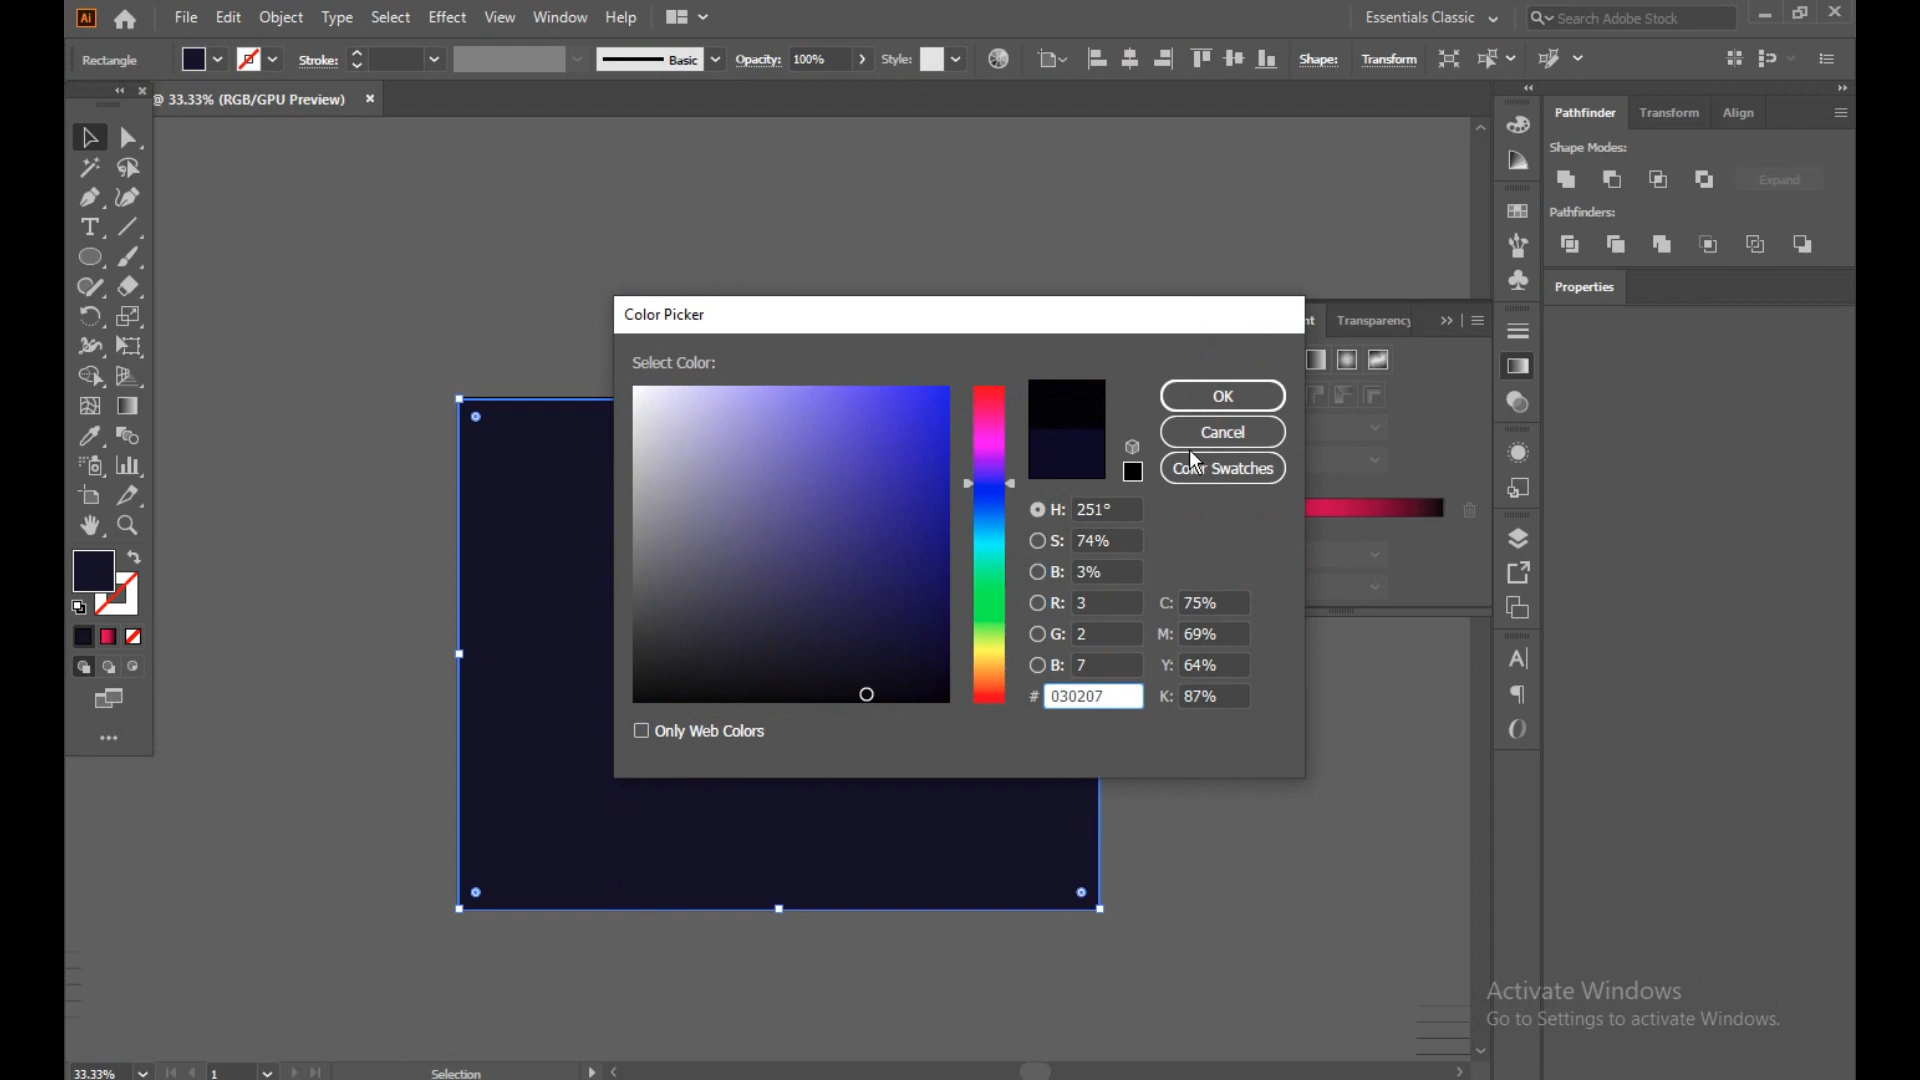 Ai File Edit Object Type Select Effect View Window Help Essentials Classic Search Adobe Stock
Rectangle Stroke: Basic Opacity: 100% Style: Shape: Transform
@ 33.33% (RGB/GPU Preview)
Pathfinder Transform Align
Shape Modes:
Expand
Pathfinders:
Properties
Color Picker
Transparency
Select Color:
OK
Cancel
Color Swatches
H: 251°
S: 74%
B: 3%
R: 3 C: 75%
G: 2 M: 69%
B: 7 Y: 64%
# 030207 K: 87%
Only Web Colors
Activate Windows
Go to Settings to activate Windows.
33.33% 1 Selection